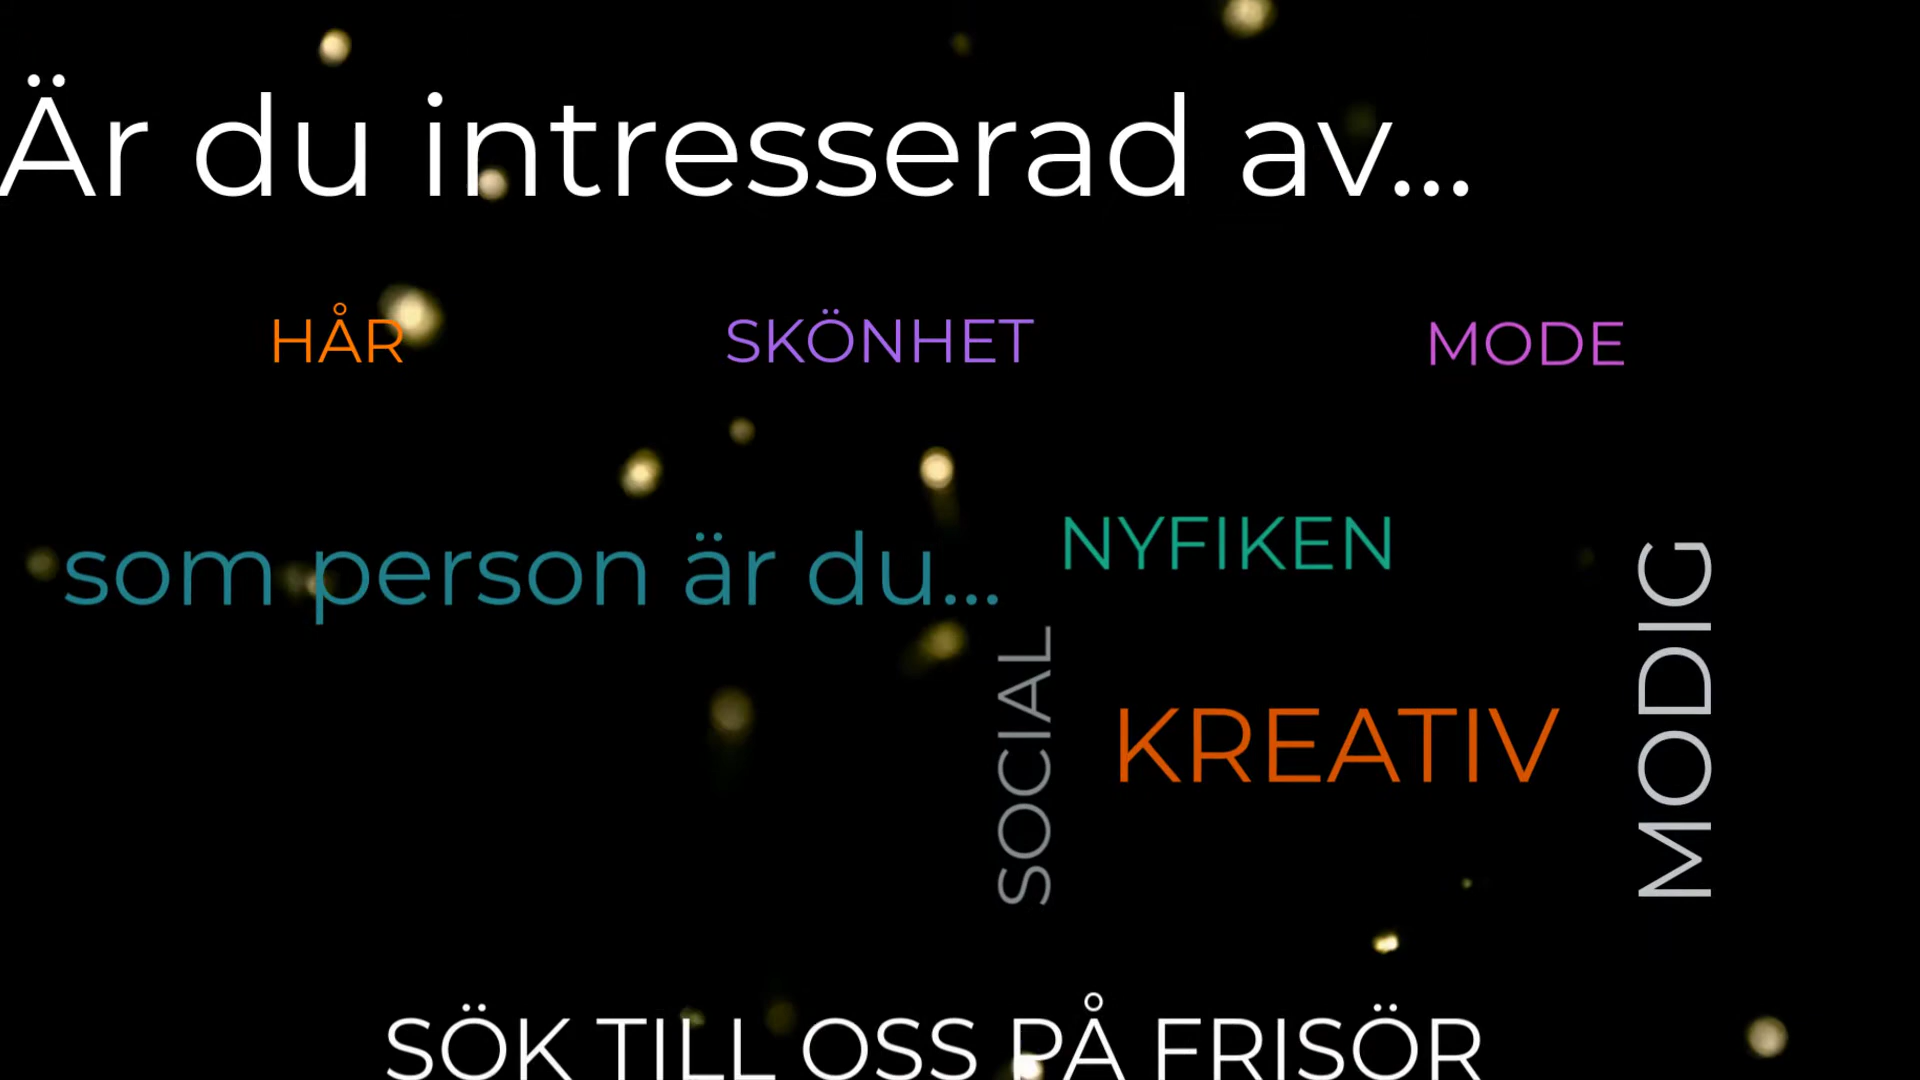 Är du intresserad av...
HÅR SKÖNHET MODE
som person är du...
NYFIKEN
SOCIAL
KREATIV
MODIG
SÖK TILL OSS PÅ FRISÖR